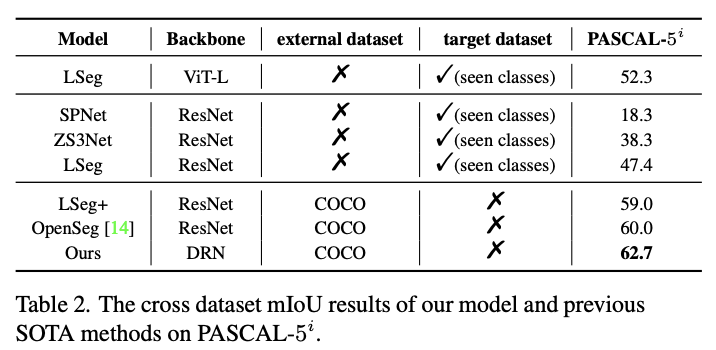 Model Backbone external dataset target dataset PASCAL-5^i
LSeg ViT-L ✗ ✓(seen classes) 52.3
SPNet ResNet ✗ ✓(seen classes) 18.3
ZS3Net ResNet ✗ ✓(seen classes) 38.3
LSeg ResNet ✗ ✓(seen classes) 47.4
LSeg+ ResNet COCO ✗ 59.0
OpenSeg [14] ResNet COCO ✗ 60.0
Ours DRN COCO ✗ 62.7
Table 2. The cross dataset mIoU results of our model and previous
SOTA methods on PASCAL-5^i.